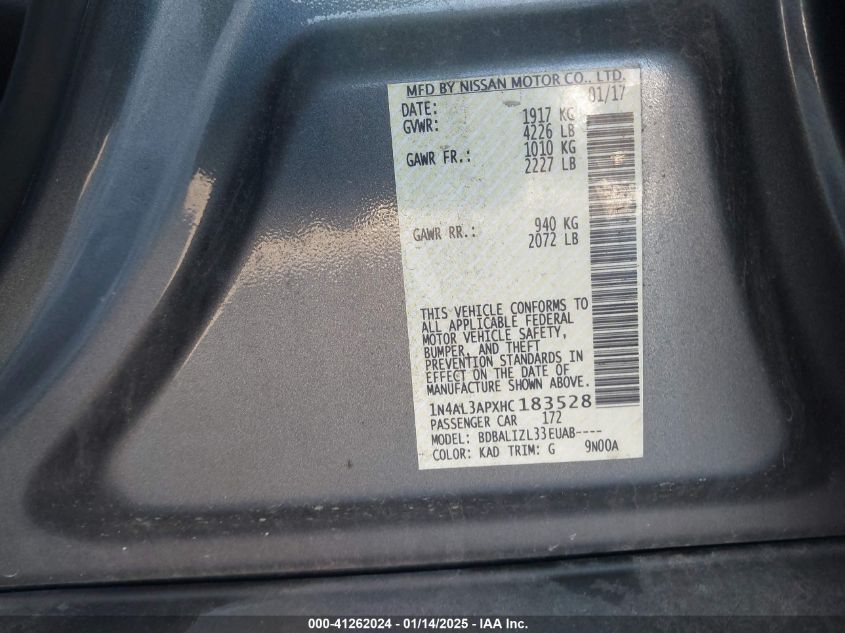 MFD BY NISSAN MOTOR CO., LTD.
DATE: 01/17
GVWR: 1917 KG
4226 LB
GAWR FR.: 1010 KG
2227 LB
GAWR RR.: 940 KG
2072 LB
THIS VEHICLE CONFORMS TO
ALL APPLICABLE FEDERAL
MOTOR VEHICLE SAFETY,
BUMPER, AND THEFT
PREVENTION STANDARDS IN
EFFECT ON THE DATE OF
MANUFACTURE SHOWN ABOVE.
1N4AL3APXHC183528
PASSENGER CAR 172
MODEL: BDBALIZL33EUAB----
COLOR: KAD TRIM: G 9N00A
000-41262024 — 01/14/2025 — IAA Inc.